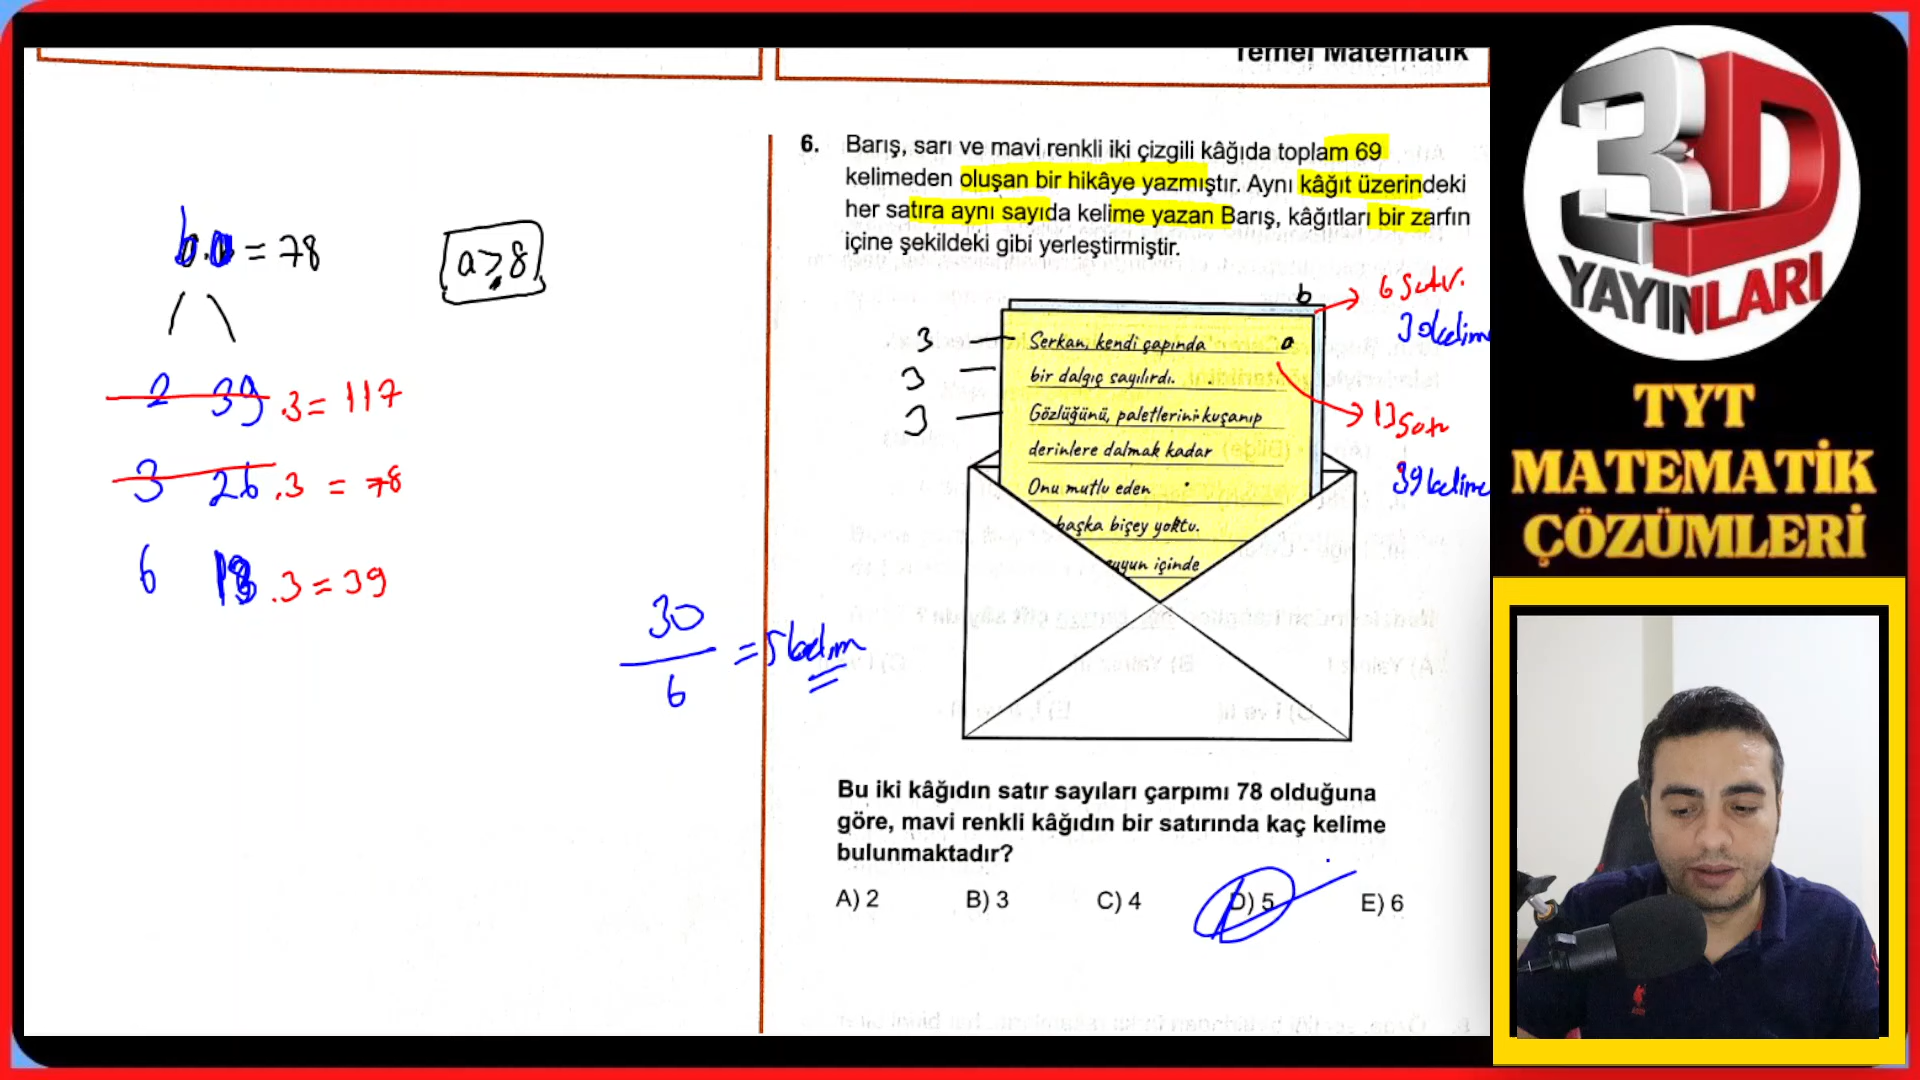 Temel Matematik
6. Barış, sarı ve mavi renkli iki çizgili kâğıda toplam 69
kelimeden oluşan bir hikâye yazmıştır. Aynı kâğıt üzerindeki
her satıra aynı sayıda kelime yazan Barış, kâğıtları bir zarfın
içine şekildeki gibi yerleştirmiştir.
b.a = 78
a≥8
2 39 .3 = 117
3 26 .3 = 78
6 13 .3 = 39
30
6
= 5 kelim
b
6 satır.
30kelime
3
3
3
a
Serkan, kendi çapında
bir dalgıç sayılırdı.
Gözlüğünü, paletlerini kuşanıp
derinlere dalmak kadar
Onu mutlu eden
başka bişey yoktu.
uyun içinde
13 satır
39kelime
Bu iki kâğıdın satır sayıları çarpımı 78 olduğuna
göre, mavi renkli kâğıdın bir satırında kaç kelime
bulunmaktadır?
A) 2 B) 3 C) 4 D) 5 E) 6
3D
YAYINLARI
TYT
MATEMATİK
ÇÖZÜMLERİ